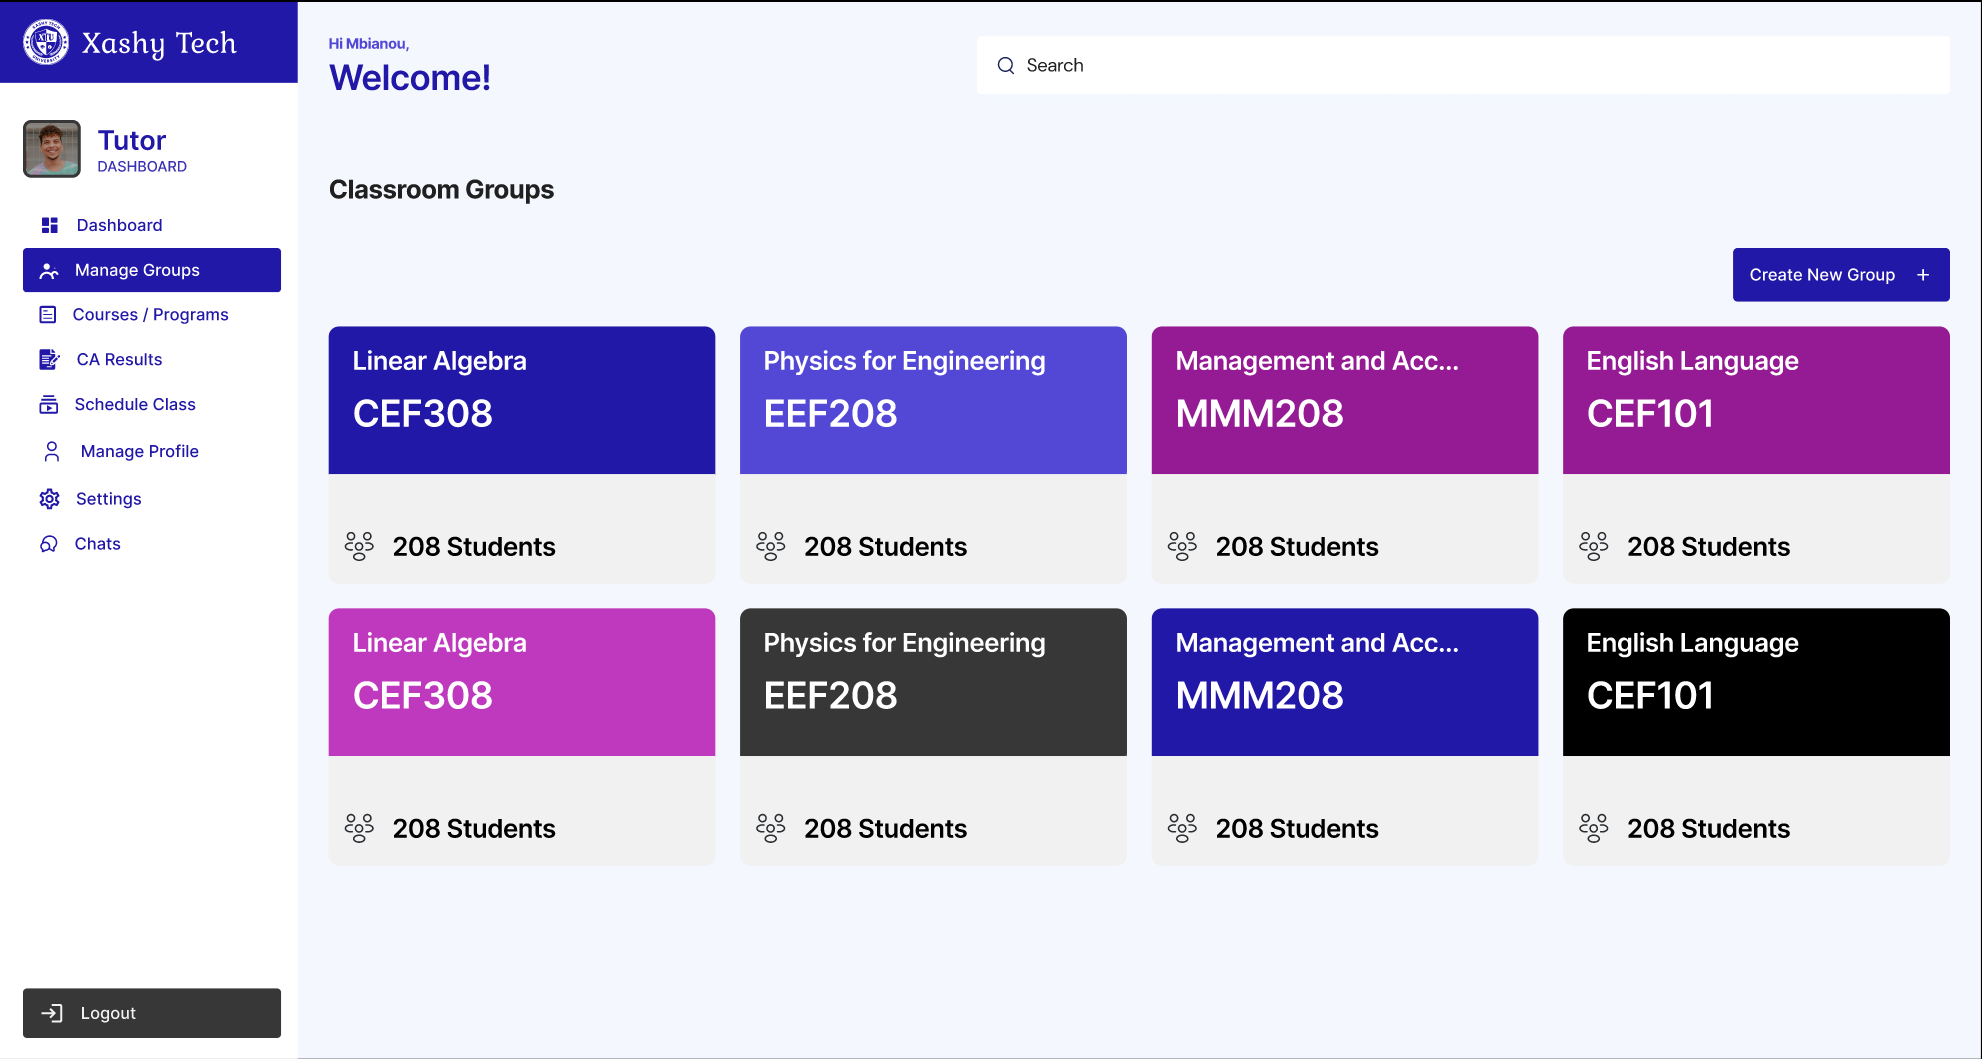 Xashy Tech
Tutor
DASHBOARD
Dashboard
Manage Groups
Courses / Programs
CA Results
Schedule Class
Manage Profile
Settings
Chats
Logout
Hi Mbianou,
Welcome!
Search
Classroom Groups
Create New Group +
Linear Algebra
CEF308
208 Students
Physics for Engineering
EEF208
208 Students
Management and Acc...
MMM208
208 Students
English Language
CEF101
208 Students
Linear Algebra
CEF308
208 Students
Physics for Engineering
EEF208
208 Students
Management and Acc...
MMM208
208 Students
English Language
CEF101
208 Students